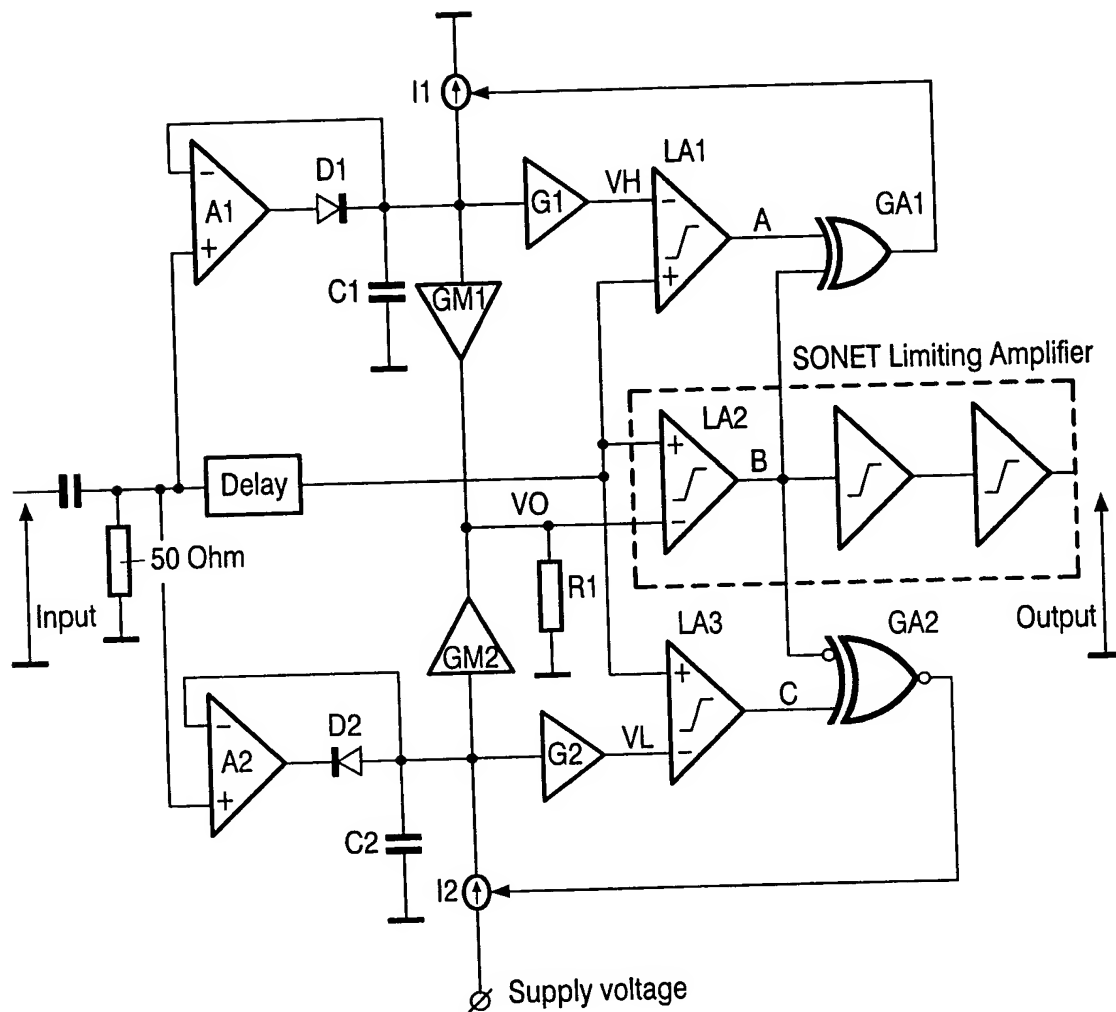 I1
LA1
D1
- A1 +
G1
VH
-
+
A
GA1
C1
GM1
SONET Limiting Amplifier
LA2
+
-
B
Delay
VO
50 Ohm
R1
Input
Output
LA3
GA2
GM2
+
-
C
- A2 +
D2
G2
VL
C2
I2
Supply voltage